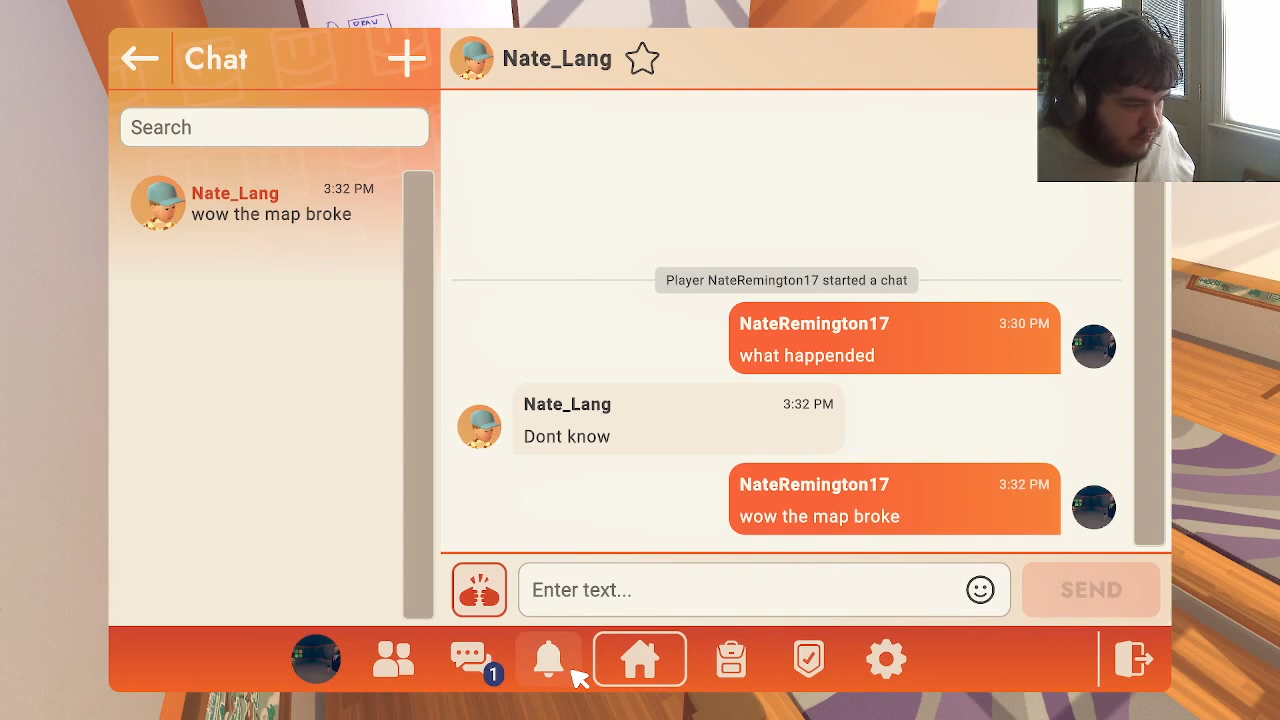 DRAW
Chat
Nate_Lang
Search
Nate_Lang
3:32 PM
wow the map broke
Player NateRemington17 started a chat
NateRemington17
3:30 PM
what happended
Nate_Lang
3:32 PM
Dont know
NateRemington17
3:32 PM
wow the map broke
Enter text...
SEND
1